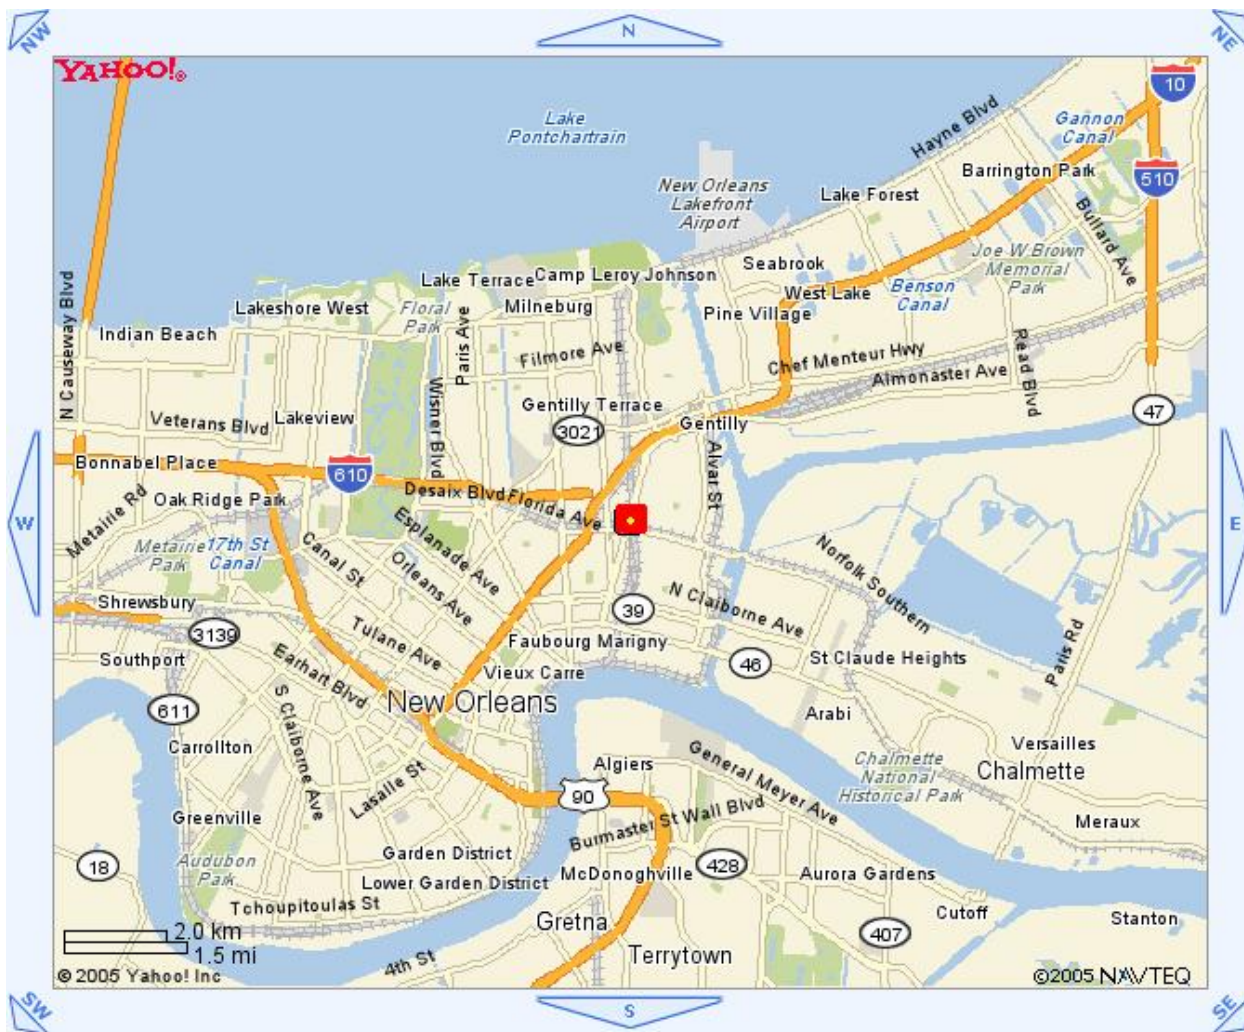 NW
N
NE
YAHOO!®
10
Lake
Pontchartrain
Hayne Blvd
Gannon
Canal
Barrington Park
510
New Orleans
Lakefront
Airport
Lake Forest
Bullard Ave
Seabrook
Joe W Brown
Memorial
Park
N Causeway Blvd
Lake Terrace
Camp Leroy Johnson
West Lake
Benson
Canal
Lakeshore West
Floral
Park
Milneburg
Pine Village
Indian Beach
Paris Ave
Filmore Ave
Chef Menteur Hwy
Read Blvd
Almonaster Ave
Wisner Blvd
Gentilly Terrace
3021
Gentilly
47
Veterans Blvd
Lakeview
Alvar St
Bonnabel Place
610
Desaix Blvd
Florida Ave
Oak Ridge Park
Metairie Rd
W
E
Metairie
Park
17th St
Canal
Canal St
Esplanade Ave
Orleans Ave
Norfolk Southern
Shrewsbury
39
N Claiborne Ave
3139
Tulane Ave
Faubourg Marigny
Southport
Earhart Blvd
Vieux Carre
46
St Claude Heights
Paris Rd
611
S Claiborne Ave
New Orleans
Arabi
Carrollton
Lasalle St
Algiers
General Meyer Ave
Chalmette
National
Historical Park
Versailles
Chalmette
90
Greenville
Burmaster St
Wall Blvd
Meraux
18
Audubon
Park
Garden District
Lower Garden District
McDonoghville
428
Aurora Gardens
Tchoupitoulas St
Gretna
Cutoff
Stanton
2.0 km
1.5 mi
4th St
Terrytown
407
© 2005 Yahoo! Inc
©2005 NAVTEQ
SW
S
SE